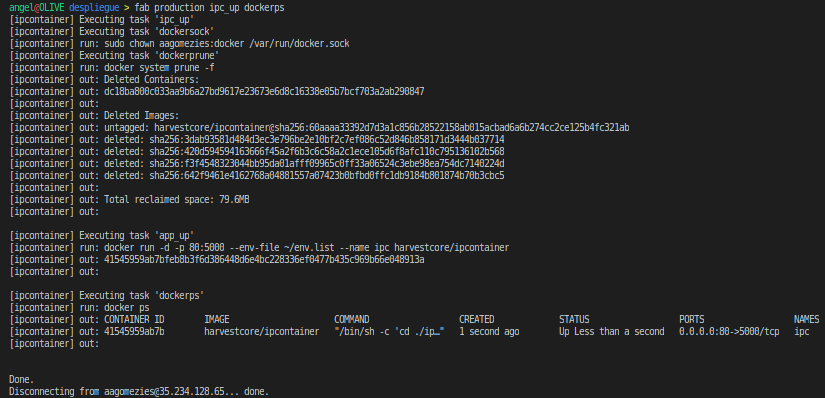 angel@OLIVE despliegue > fab production ipc_up dockerps
[ipcontainer] Executing task 'ipc_up'
[ipcontainer] Executing task 'dockersock'
[ipcontainer] run: sudo chown aagomezies:docker /var/run/docker.sock
[ipcontainer] Executing task 'dockerprune'
[ipcontainer] run: docker system prune -f
[ipcontainer] out: Deleted Containers:
[ipcontainer] out: dc18ba800c033aa9b6a27bd9617e23673e6d8c16338e05b7bcf703a2ab290847
[ipcontainer] out:
[ipcontainer] out: Deleted Images:
[ipcontainer] out: untagged: harvestcore/ipcontainer@sha256:60aaaa33392d7d3a1c856b28522158ab015acbad6a6b274cc2ce125b4fc321ab
[ipcontainer] out: deleted: sha256:3dab93581d484d3ec3e796be2e10bf2c7ef086c52d846b858171d3444b037714
[ipcontainer] out: deleted: sha256:420d594594163666f45a2f6b3c6c58a2c1ece105d6f8afc110c795136102b568
[ipcontainer] out: deleted: sha256:f3f4548323044bb95da01afff09965c0ff33a06524c3ebe98ea754dc7140224d
[ipcontainer] out: deleted: sha256:642f9461e4162768a04881557a07423b0bfbd0ffc1db9184b801874b70b3cbc5
[ipcontainer] out:
[ipcontainer] out: Total reclaimed space: 79.6MB
[ipcontainer] out:
[ipcontainer] Executing task 'app_up'
[ipcontainer] run: docker run -d -p 80:5000 --env-file ~/env.list --name ipc harvestcore/ipcontainer
[ipcontainer] out: 41545959ab7bfeb8b3f6d386448d6e4bc228336ef0477b435c969b66e048913a
[ipcontainer] out:
[ipcontainer] Executing task 'dockerps'
[ipcontainer] run: docker ps
[ipcontainer] out: CONTAINER ID IMAGE COMMAND CREATED STATUS PORTS NAMES
[ipcontainer] out: 41545959ab7b harvestcore/ipcontainer "/bin/sh -c 'cd ./ip…" 1 second ago Up Less than a second 0.0.0.0:80->5000/tcp ipc
[ipcontainer] out:
Done.
Disconnecting from aagomezies@35.234.128.65... done.